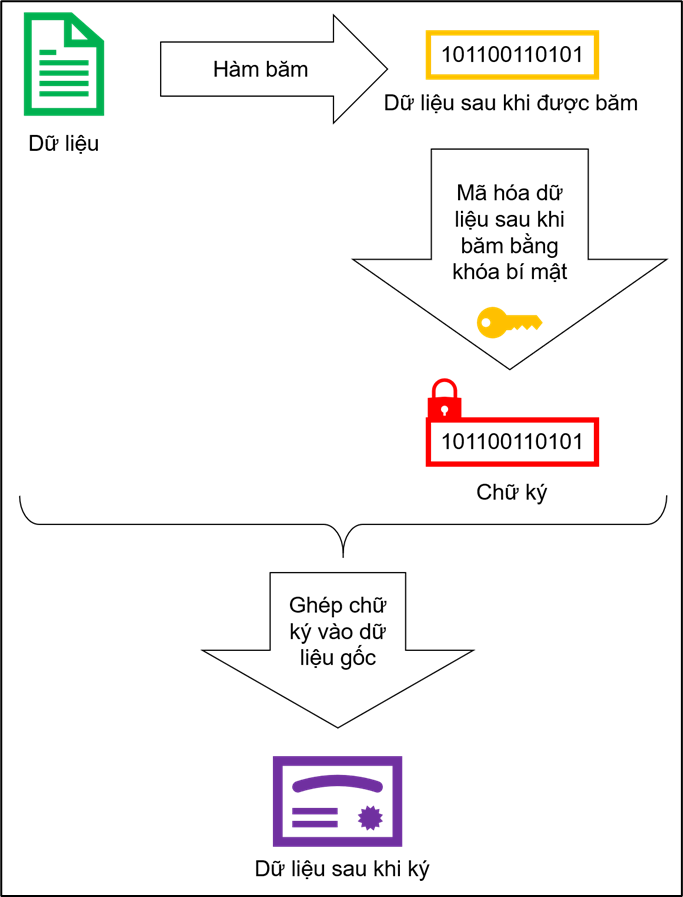 Dữ liệu
Hàm băm
101100110101
Dữ liệu sau khi được băm
Mã hóa dữ
liệu sau khi
băm bằng
khóa bí mật
101100110101
Chữ ký
Ghép chữ
ký vào dữ
liệu gốc
Dữ liệu sau khi ký